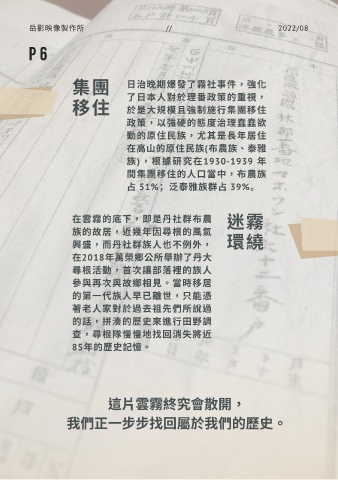 岳影映像製作所
//
2022/08
P6
集團
移住
日治晚期爆發了霧社事件，強化
了日本人對於理番政策的重視，
於是大規模且強制施行集團移住
政策，以強硬的態度治理蠢蠢欲
動的原住民族，尤其是長年居住
在高山的原住民族(布農族、泰雅
族)，根據研究在1930-1939 年
間集團移住的人口當中，布農族
占 51%；泛泰雅族群占 39%。
迷霧
環繞
在雲霧的底下，即是丹社群布農
族的故居，近幾年因尋根的風氣
興盛，而丹社群族人也不例外，
在2018年萬榮鄉公所舉辦了丹大
尋根活動，首次讓部落裡的族人
參與再次與故鄉相見。當時移居
的第一代族人早已離世，只能憑
著老人家對於過去祖先們所說過
的話，拼湊的歷史來進行田野調
查，尋根隊慢慢地找回消失將近
85年的歷史記憶。
這片雲霧終究會散開，
我們正一步步找回屬於我們的歷史。